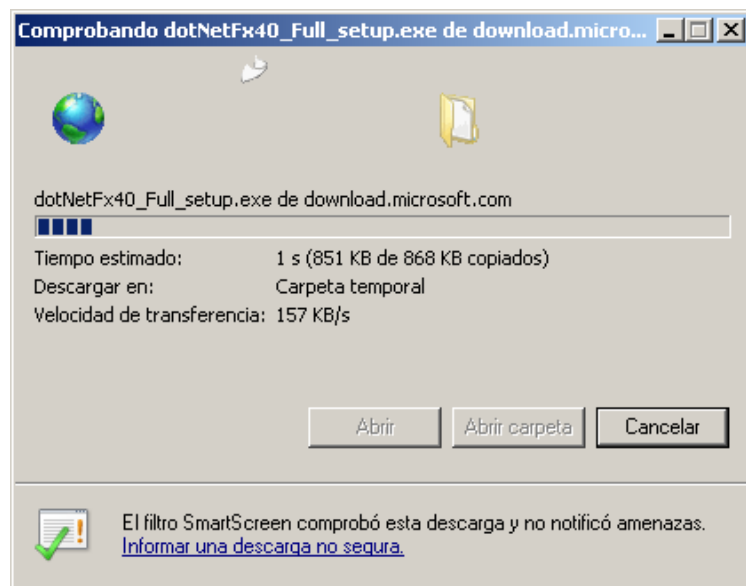 Comprobando dotNetFx40_Full_setup.exe de download.micro...
dotNetFx40_Full_setup.exe de download.microsoft.com
Tiempo estimado: 1 s (851 KB de 868 KB copiados)
Descargar en: Carpeta temporal
Velocidad de transferencia: 157 KB/s
Abrir Abrir carpeta Cancelar
El filtro SmartScreen comprobó esta descarga y no notificó amenazas.
Informar una descarga no segura.